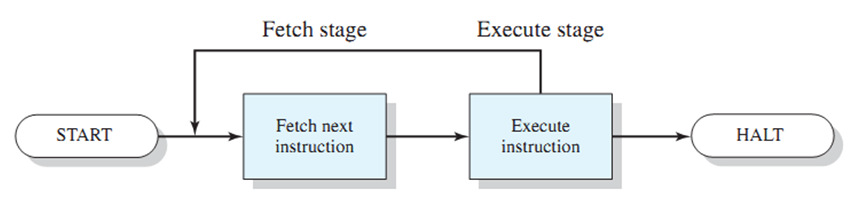 Fetch stage
Execute stage
START
Fetch next
instruction
Execute
instruction
HALT